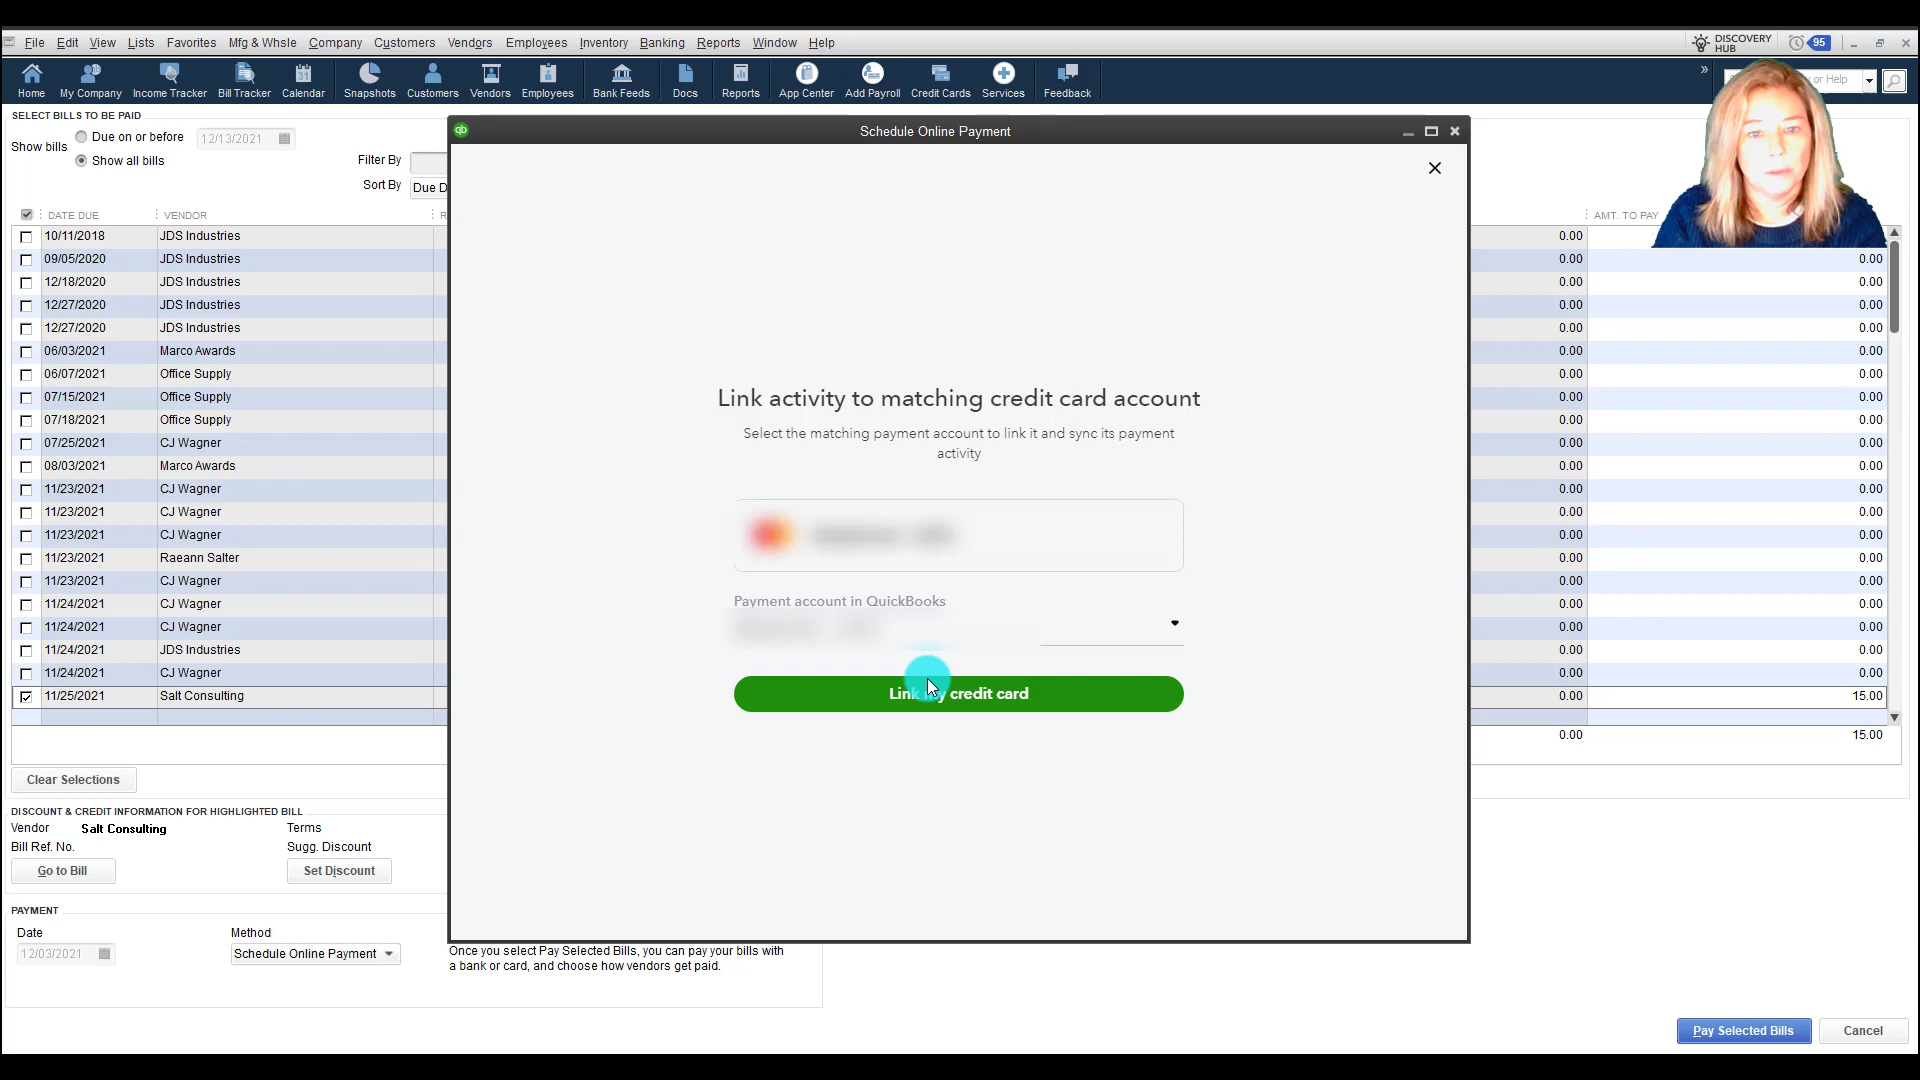 File Edit View Lists Favorites Mfg & Whsle Company Customers Vendors Employees Inventory Banking Reports Window Help
DISCOVERY HUB 95
Home My Company Income Tracker Bill Tracker Calendar Snapshots Customers Vendors Employees Bank Feeds Docs Reports App Center Add Payroll Credit Cards Services Feedback
or Help
SELECT BILLS TO BE PAID
Show bills
Due on or before 12/13/2021
Show all bills
Filter By
Sort By Due D
DATE DUE VENDOR R AMT. TO PAY
10/11/2018 JDS Industries 0.00
09/05/2020 JDS Industries 0.00 0.00
12/18/2020 JDS Industries 0.00 0.00
12/27/2020 JDS Industries 0.00 0.00
12/27/2020 JDS Industries 0.00 0.00
06/03/2021 Marco Awards 0.00 0.00
06/07/2021 Office Supply 0.00 0.00
07/15/2021 Office Supply 0.00 0.00
07/18/2021 Office Supply 0.00 0.00
07/25/2021 CJ Wagner 0.00 0.00
08/03/2021 Marco Awards 0.00 0.00
11/23/2021 CJ Wagner 0.00 0.00
11/23/2021 CJ Wagner 0.00 0.00
11/23/2021 CJ Wagner 0.00 0.00
11/23/2021 Raeann Salter 0.00 0.00
11/23/2021 CJ Wagner 0.00 0.00
11/24/2021 CJ Wagner 0.00 0.00
11/24/2021 CJ Wagner 0.00 0.00
11/24/2021 JDS Industries 0.00 0.00
11/24/2021 CJ Wagner 0.00 0.00
11/25/2021 Salt Consulting 0.00 15.00
0.00 15.00
Clear Selections
DISCOUNT & CREDIT INFORMATION FOR HIGHLIGHTED BILL
Vendor Salt Consulting Terms
Bill Ref. No. Sugg. Discount
Go to Bill Set Discount
PAYMENT
Date Method
12/03/2021 Schedule Online Payment
Once you select Pay Selected Bills, you can pay your bills with
a bank or card, and choose how vendors get paid.
Pay Selected Bills Cancel
qb Schedule Online Payment
Link activity to matching credit card account
Select the matching payment account to link it and sync its payment
activity
Payment account in QuickBooks
Link my credit card